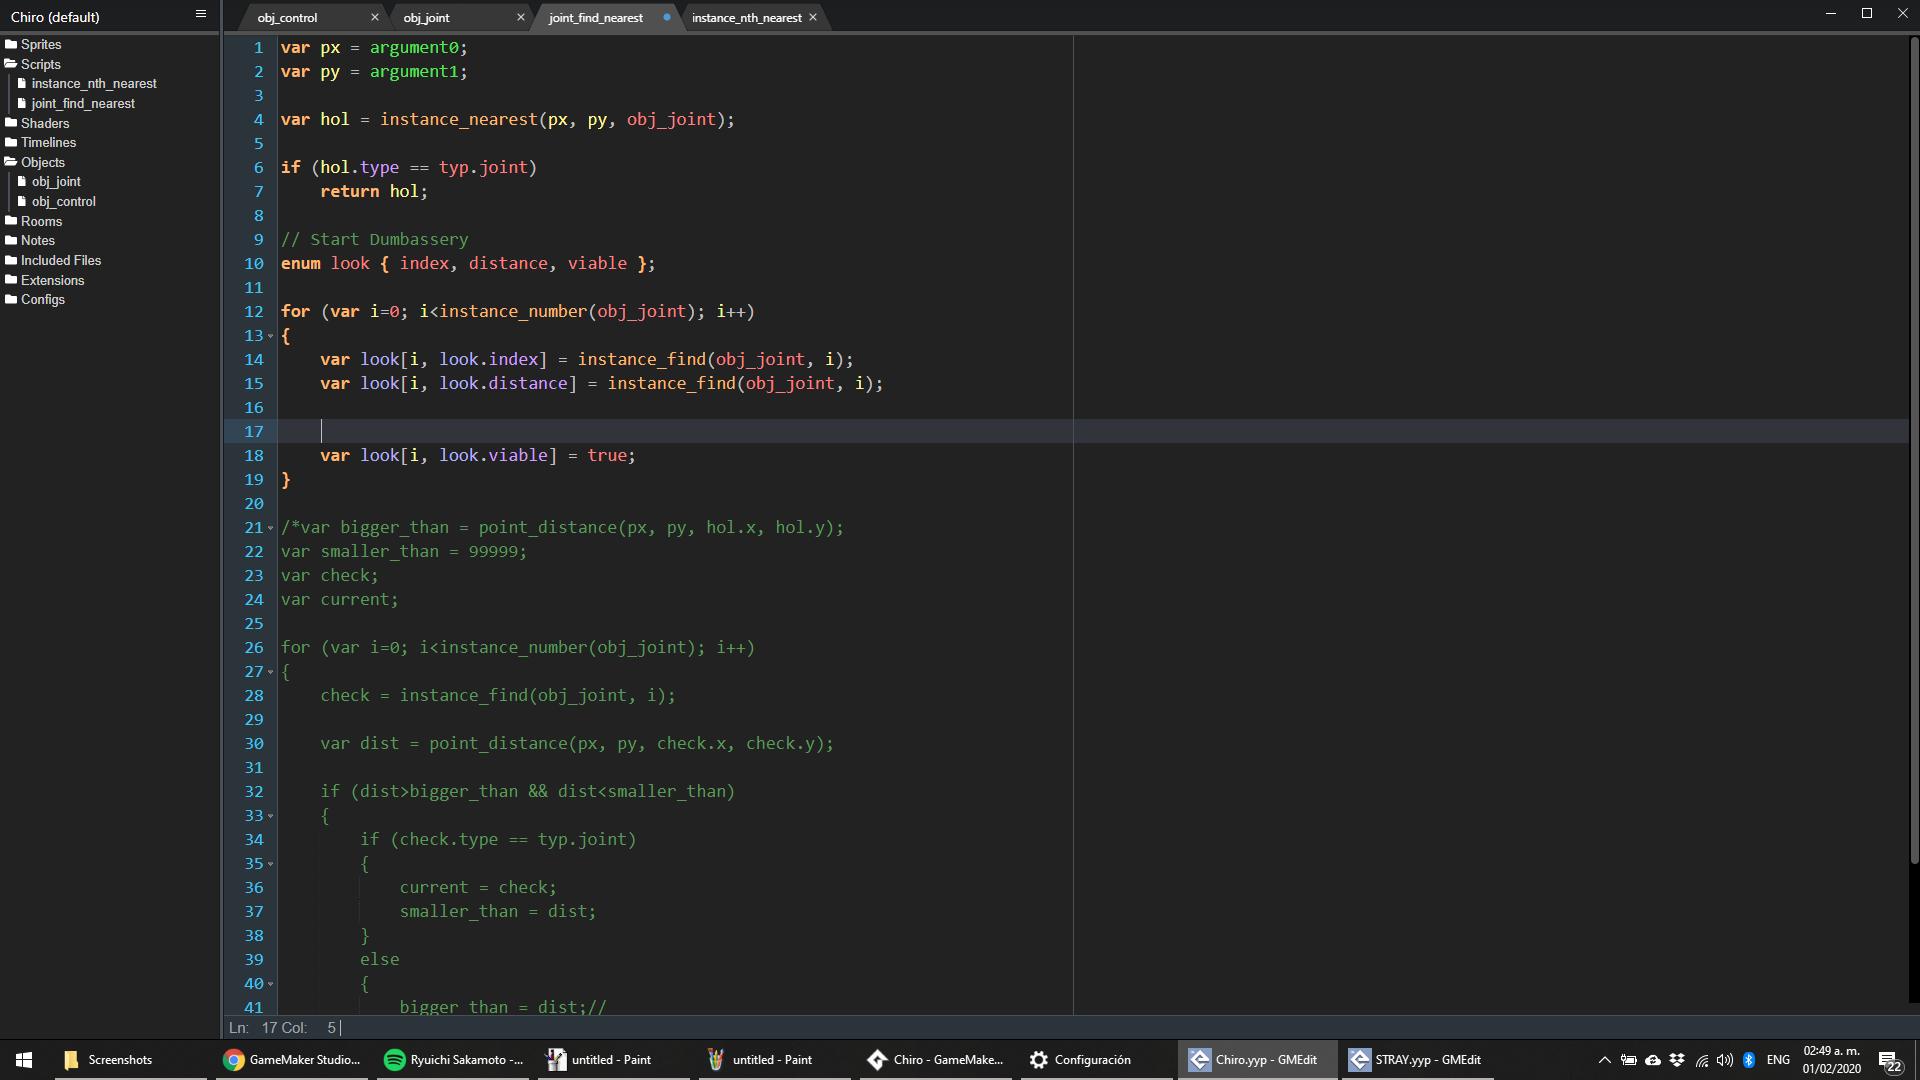 Chiro (default)
Sprites
Scripts
instance_nth_nearest
joint_find_nearest
Shaders
Timelines
Objects
obj_joint
obj_control
Rooms
Notes
Included Files
Extensions
Configs
obj_control × obj_joint × joint_find_nearest instance_nth_nearest ×
1 var px = argument0;
2 var py = argument1;
3
4 var hol = instance_nearest(px, py, obj_joint);
5
6 if (hol.type == typ.joint)
7 return hol;
8
9 // Start Dumbassery
10 enum look { index, distance, viable };
11
12 for (var i=0; i<instance_number(obj_joint); i++)
13 {
14 var look[i, look.index] = instance_find(obj_joint, i);
15 var look[i, look.distance] = instance_find(obj_joint, i);
16
17
18 var look[i, look.viable] = true;
19 }
20
21 /*var bigger_than = point_distance(px, py, hol.x, hol.y);
22 var smaller_than = 99999;
23 var check;
24 var current;
25
26 for (var i=0; i<instance_number(obj_joint); i++)
27 {
28 check = instance_find(obj_joint, i);
29
30 var dist = point_distance(px, py, check.x, check.y);
31
32 if (dist>bigger_than && dist<smaller_than)
33 {
34 if (check.type == typ.joint)
35 {
36 current = check;
37 smaller_than = dist;
38 }
39 else
40 {
41 bigger_than = dist;//
Ln: 17 Col: 5
Screenshots GameMaker Studio... Ryuichi Sakamoto -... untitled - Paint untitled - Paint Chiro - GameMake... Configuración Chiro.yyp - GMEdit STRAY.yyp - GMEdit ENG 02:49 a. m.
01/02/2020 22